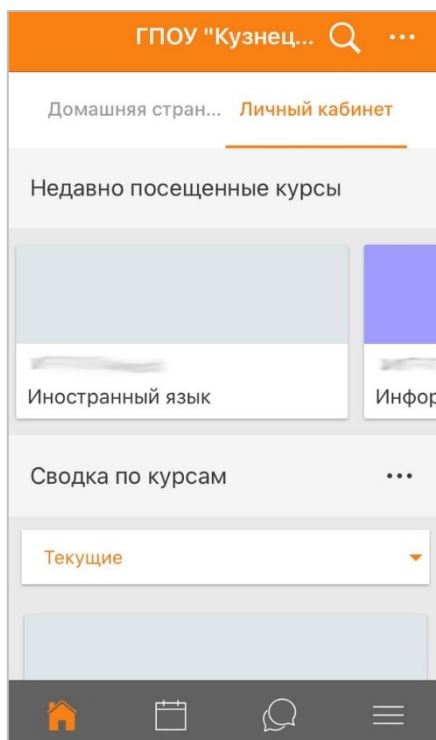 ГПОУ "Кузнец...
Домашняя стран... Личный кабинет
Недавно посещенные курсы
Иностранный язык
Инфор
Сводка по курсам
Текущие